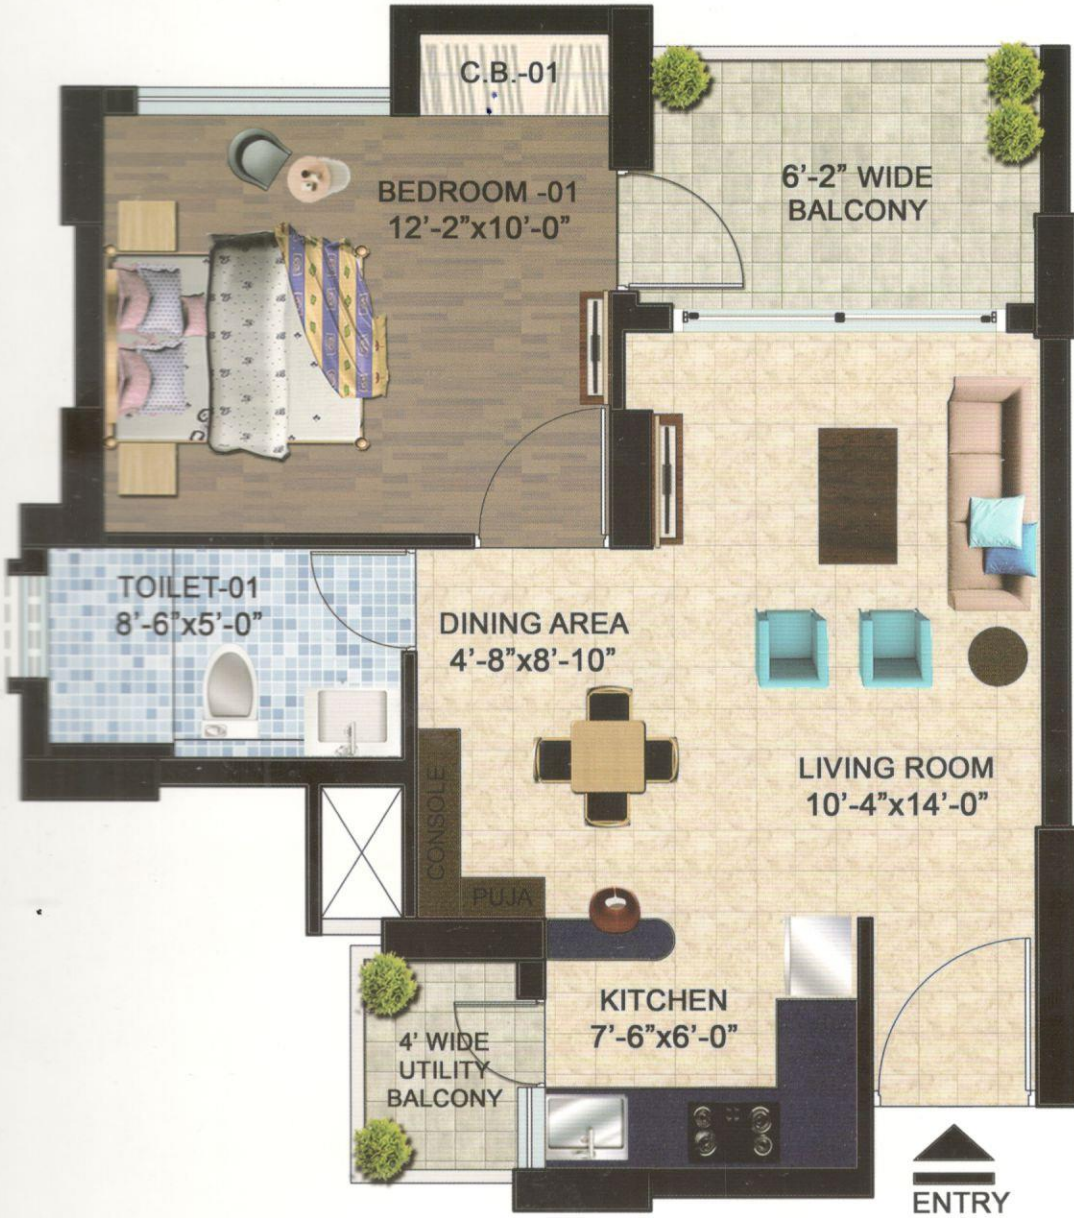 C.B.-01
BEDROOM -01
12'-2”x10'-0”
6'-2” WIDE
BALCONY
TOILET-01
8'-6”x5'-0”
DINING AREA
4'-8”x8'-10”
LIVING ROOM
10'-4”x14'-0”
CONSOLE
PUJA
KITCHEN
7'-6”x6'-0”
4' WIDE
UTILITY
BALCONY
ENTRY